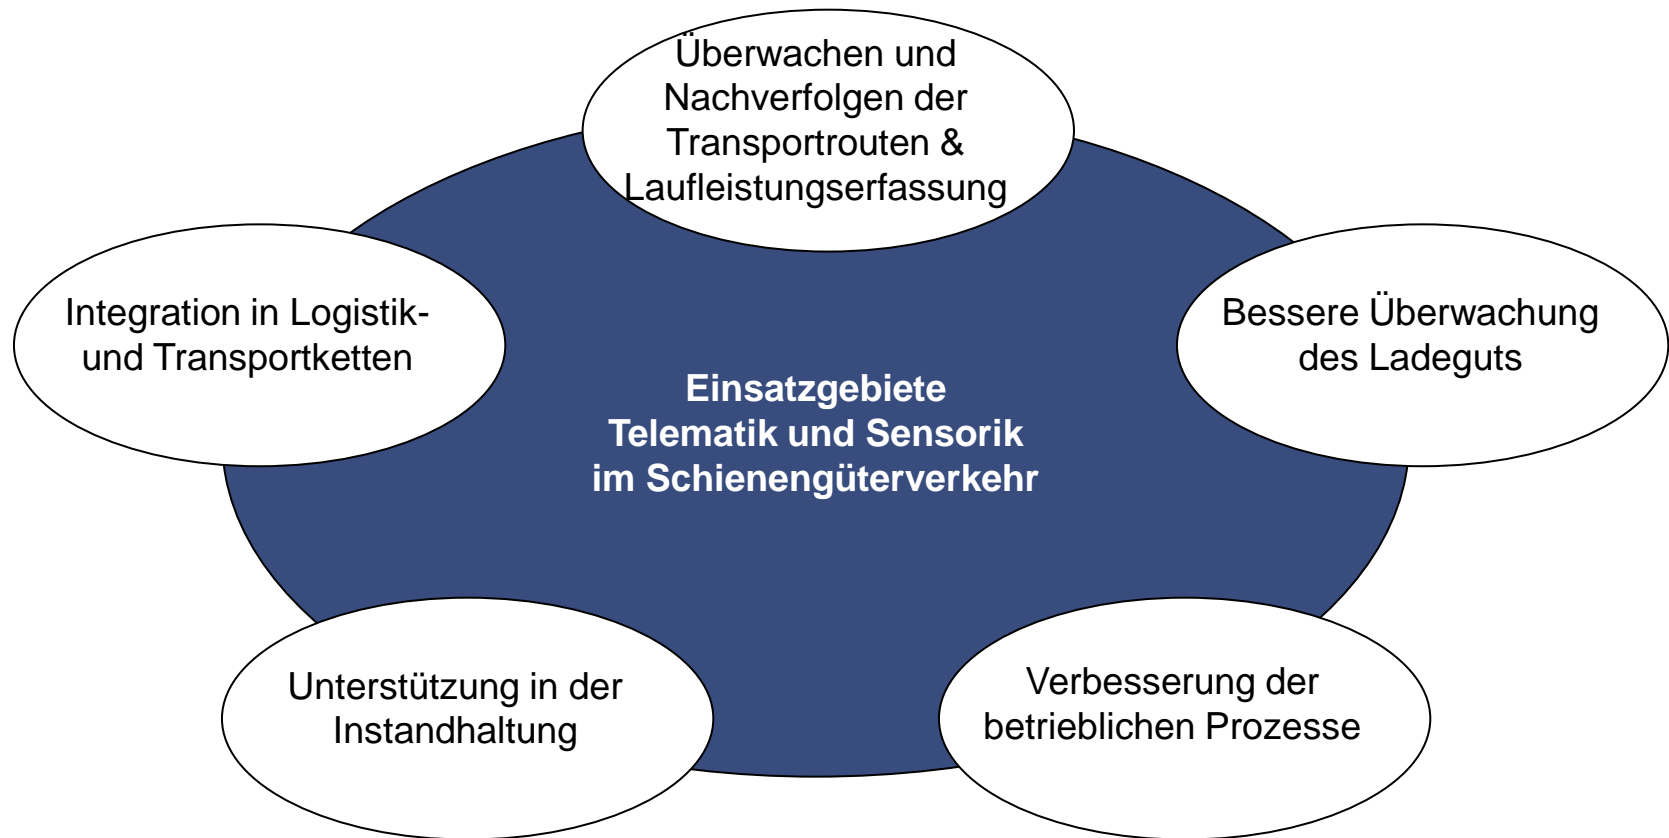 Überwachen und
Nachverfolgen der
Transportrouten &
Laufleistungserfassung
Integration in Logistik-
und Transportketten
Bessere Überwachung
des Ladeguts
Einsatzgebiete
Telematik und Sensorik
im Schienengüterverkehr
Unterstützung in der
Instandhaltung
Verbesserung der
betrieblichen Prozesse